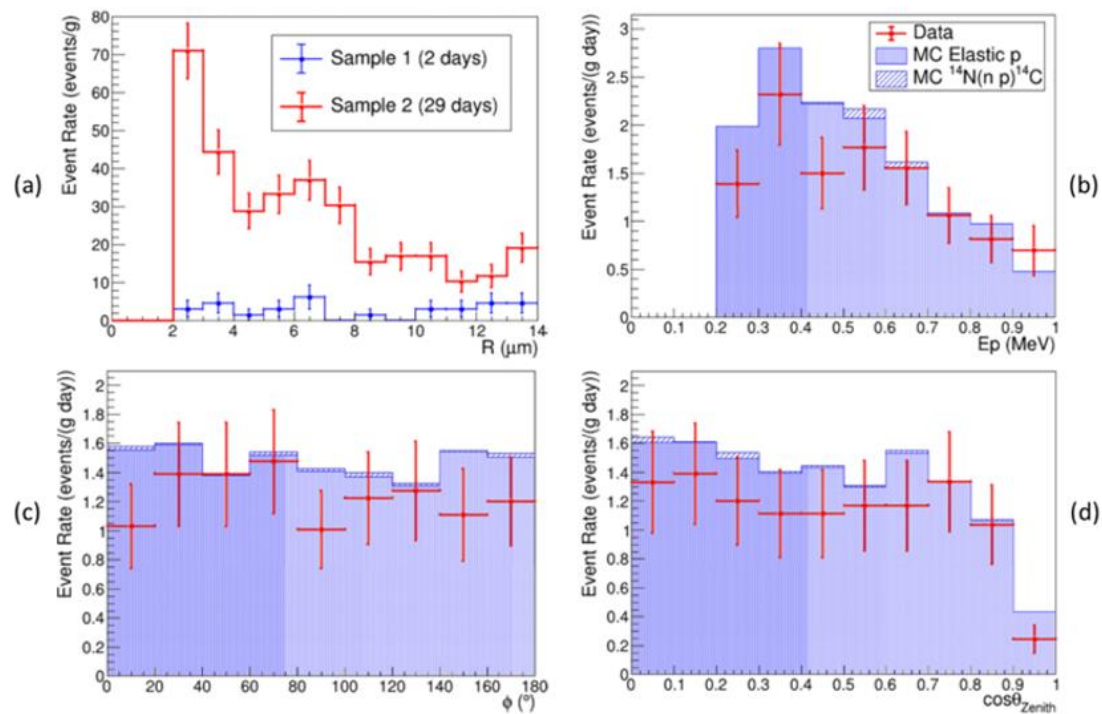 (a)
Event Rate (events/g)
80
70
60
50
40
30
20
10
0
0 2 4 6 8 10 12 14
R (μm)
Sample 1 (2 days)
Sample 2 (29 days)
(b)
Event Rate (events/(g day))
3
2.5
2
1.5
1
0.5
0
0 0.1 0.2 0.3 0.4 0.5 0.6 0.7 0.8 0.9 1
Ep (MeV)
Data
MC Elastic p
MC ¹⁴N(n p)¹⁴C
(c)
Event Rate (events/(g day))
2
1.8
1.6
1.4
1.2
1
0.8
0.6
0.4
0.2
0
0 20 40 60 80 100 120 140 160 180
ϕ (°)
(d)
Event Rate (events/(g day))
2
1.8
1.6
1.4
1.2
1
0.8
0.6
0.4
0.2
0
0 0.1 0.2 0.3 0.4 0.5 0.6 0.7 0.8 0.9 1
cosθ_Zenith